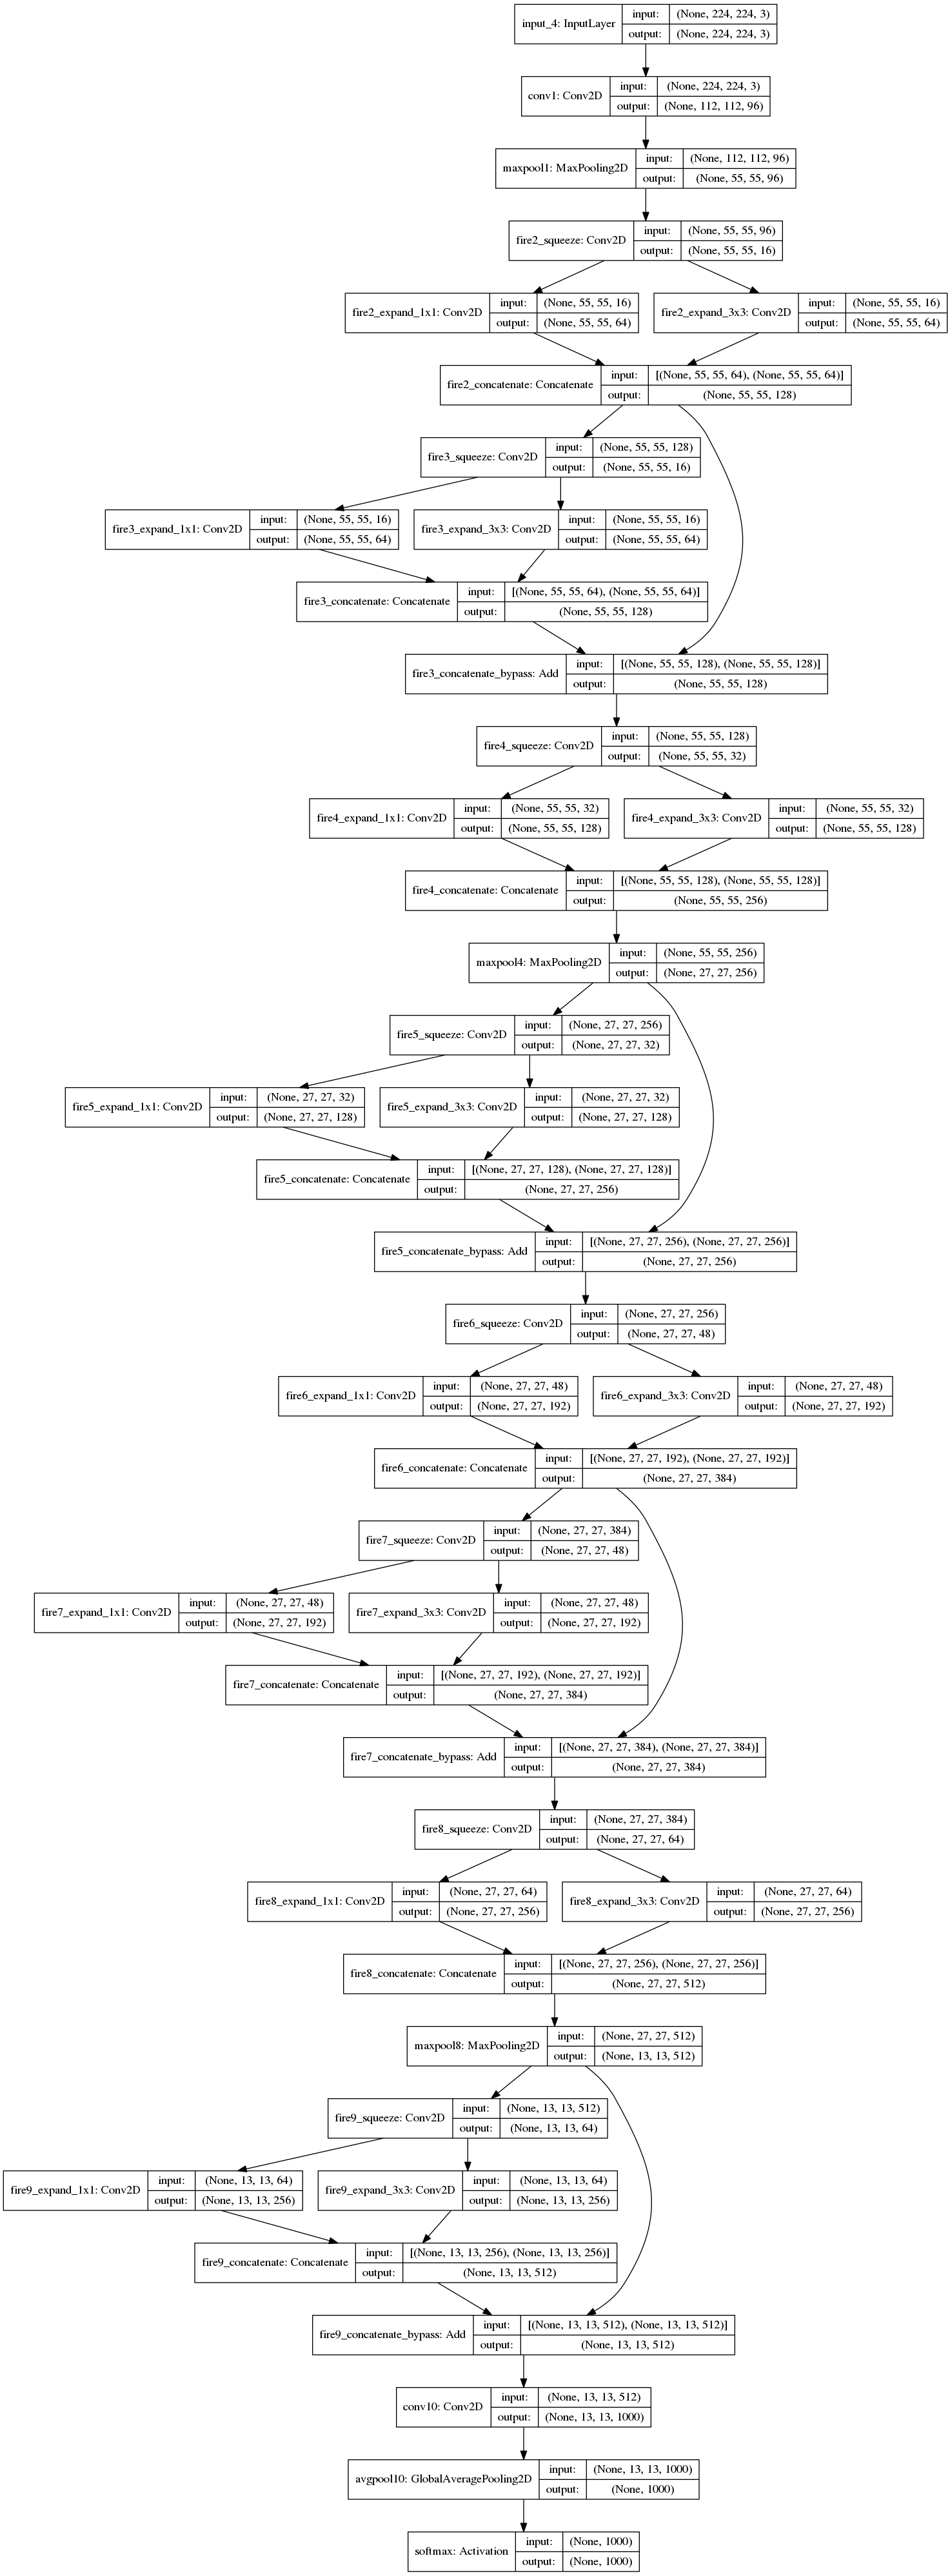 input_4: InputLayer
input: (None, 224, 224, 3)
output: (None, 224, 224, 3)
conv1: Conv2D
input: (None, 224, 224, 3)
output: (None, 112, 112, 96)
maxpool1: MaxPooling2D
input: (None, 112, 112, 96)
output: (None, 55, 55, 96)
fire2_squeeze: Conv2D
input: (None, 55, 55, 96)
output: (None, 55, 55, 16)
fire2_expand_1x1: Conv2D
input: (None, 55, 55, 16)
output: (None, 55, 55, 64)
fire2_expand_3x3: Conv2D
input: (None, 55, 55, 16)
output: (None, 55, 55, 64)
fire2_concatenate: Concatenate
input: [(None, 55, 55, 64), (None, 55, 55, 64)]
output: (None, 55, 55, 128)
fire3_squeeze: Conv2D
input: (None, 55, 55, 128)
output: (None, 55, 55, 16)
fire3_expand_1x1: Conv2D
input: (None, 55, 55, 16)
output: (None, 55, 55, 64)
fire3_expand_3x3: Conv2D
input: (None, 55, 55, 16)
output: (None, 55, 55, 64)
fire3_concatenate: Concatenate
input: [(None, 55, 55, 64), (None, 55, 55, 64)]
output: (None, 55, 55, 128)
fire3_concatenate_bypass: Add
input: [(None, 55, 55, 128), (None, 55, 55, 128)]
output: (None, 55, 55, 128)
fire4_squeeze: Conv2D
input: (None, 55, 55, 128)
output: (None, 55, 55, 32)
fire4_expand_1x1: Conv2D
input: (None, 55, 55, 32)
output: (None, 55, 55, 128)
fire4_expand_3x3: Conv2D
input: (None, 55, 55, 32)
output: (None, 55, 55, 128)
fire4_concatenate: Concatenate
input: [(None, 55, 55, 128), (None, 55, 55, 128)]
output: (None, 55, 55, 256)
maxpool4: MaxPooling2D
input: (None, 55, 55, 256)
output: (None, 27, 27, 256)
fire5_squeeze: Conv2D
input: (None, 27, 27, 256)
output: (None, 27, 27, 32)
fire5_expand_1x1: Conv2D
input: (None, 27, 27, 32)
output: (None, 27, 27, 128)
fire5_expand_3x3: Conv2D
input: (None, 27, 27, 32)
output: (None, 27, 27, 128)
fire5_concatenate: Concatenate
input: [(None, 27, 27, 128), (None, 27, 27, 128)]
output: (None, 27, 27, 256)
fire5_concatenate_bypass: Add
input: [(None, 27, 27, 256), (None, 27, 27, 256)]
output: (None, 27, 27, 256)
fire6_squeeze: Conv2D
input: (None, 27, 27, 256)
output: (None, 27, 27, 48)
fire6_expand_1x1: Conv2D
input: (None, 27, 27, 48)
output: (None, 27, 27, 192)
fire6_expand_3x3: Conv2D
input: (None, 27, 27, 48)
output: (None, 27, 27, 192)
fire6_concatenate: Concatenate
input: [(None, 27, 27, 192), (None, 27, 27, 192)]
output: (None, 27, 27, 384)
fire7_squeeze: Conv2D
input: (None, 27, 27, 384)
output: (None, 27, 27, 48)
fire7_expand_1x1: Conv2D
input: (None, 27, 27, 48)
output: (None, 27, 27, 192)
fire7_expand_3x3: Conv2D
input: (None, 27, 27, 48)
output: (None, 27, 27, 192)
fire7_concatenate: Concatenate
input: [(None, 27, 27, 192), (None, 27, 27, 192)]
output: (None, 27, 27, 384)
fire7_concatenate_bypass: Add
input: [(None, 27, 27, 384), (None, 27, 27, 384)]
output: (None, 27, 27, 384)
fire8_squeeze: Conv2D
input: (None, 27, 27, 384)
output: (None, 27, 27, 64)
fire8_expand_1x1: Conv2D
input: (None, 27, 27, 64)
output: (None, 27, 27, 256)
fire8_expand_3x3: Conv2D
input: (None, 27, 27, 64)
output: (None, 27, 27, 256)
fire8_concatenate: Concatenate
input: [(None, 27, 27, 256), (None, 27, 27, 256)]
output: (None, 27, 27, 512)
maxpool8: MaxPooling2D
input: (None, 27, 27, 512)
output: (None, 13, 13, 512)
fire9_squeeze: Conv2D
input: (None, 13, 13, 512)
output: (None, 13, 13, 64)
fire9_expand_1x1: Conv2D
input: (None, 13, 13, 64)
output: (None, 13, 13, 256)
fire9_expand_3x3: Conv2D
input: (None, 13, 13, 64)
output: (None, 13, 13, 256)
fire9_concatenate: Concatenate
input: [(None, 13, 13, 256), (None, 13, 13, 256)]
output: (None, 13, 13, 512)
fire9_concatenate_bypass: Add
input: [(None, 13, 13, 512), (None, 13, 13, 512)]
output: (None, 13, 13, 512)
conv10: Conv2D
input: (None, 13, 13, 512)
output: (None, 13, 13, 1000)
avgpool10: GlobalAveragePooling2D
input: (None, 13, 13, 1000)
output: (None, 1000)
softmax: Activation
input: (None, 1000)
output: (None, 1000)